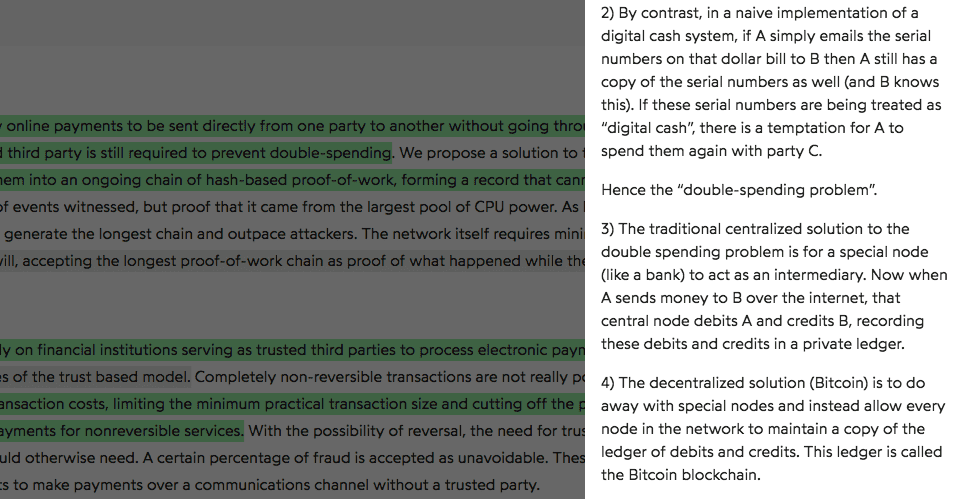 y online payments to be sent directly from one party to another without going
d third party is still required to prevent double-spending. We propose a solution to
em into an ongoing chain of hash-based proof-of-work, forming a record that
of events witnessed, but proof that it came from the largest pool of CPU power. As
generate the longest chain and outpace attackers. The network itself requires
ill, accepting the longest proof-of-work chain as proof of what happened while
ly on financial institutions serving as trusted third parties to process electronic
es of the trust based model. Completely non-reversible transactions are not really
ansaction costs, limiting the minimum practical transaction size and cutting off the
ayments for nonreversible services. With the possibility of reversal, the need for
uld otherwise need. A certain percentage of fraud is accepted as unavoidable.
ts to make payments over a communications channel without a trusted party.
2) By contrast, in a naive implementation of a
digital cash system, if A simply emails the serial
numbers on that dollar bill to B then A still has a
copy of the serial numbers as well (and B knows
this). If these serial numbers are being treated as
“digital cash”, there is a temptation for A to
spend them again with party C.
Hence the “double-spending problem”.
3) The traditional centralized solution to the
double spending problem is for a special node
(like a bank) to act as an intermediary. Now when
A sends money to B over the internet, that
central node debits A and credits B, recording
these debits and credits in a private ledger.
4) The decentralized solution (Bitcoin) is to do
away with special nodes and instead allow every
node in the network to maintain a copy of the
ledger of debits and credits. This ledger is called
the Bitcoin blockchain.